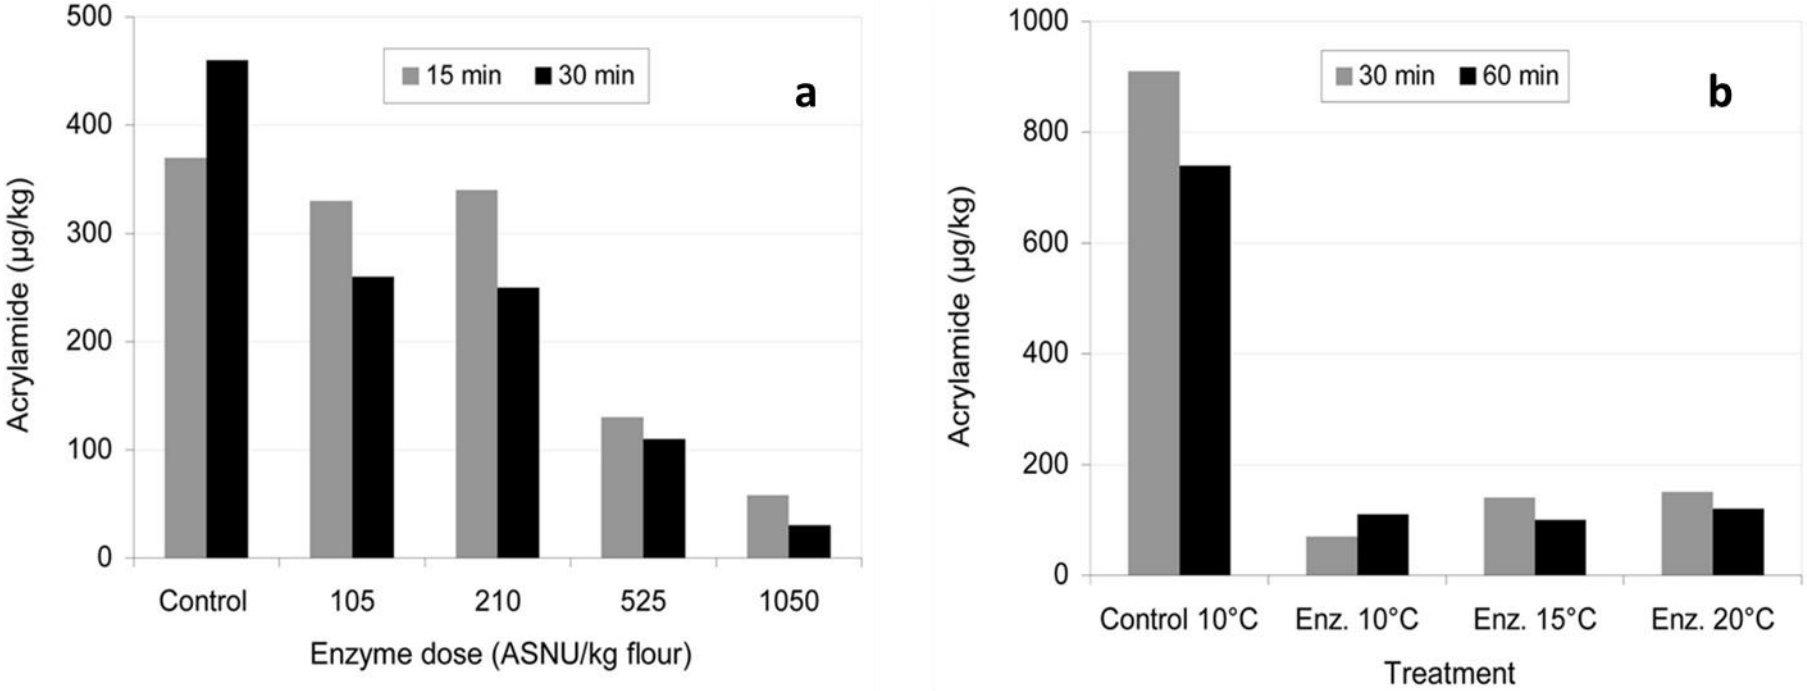 a
15 min 30 min
Acrylamide (µg/kg)
500
400
300
200
100
0
Control 105 210 525 1050
Enzyme dose (ASNU/kg flour)
b
30 min 60 min
Acrylamide (µg/kg)
1000
800
600
400
200
0
Control 10°C Enz. 10°C Enz. 15°C Enz. 20°C
Treatment